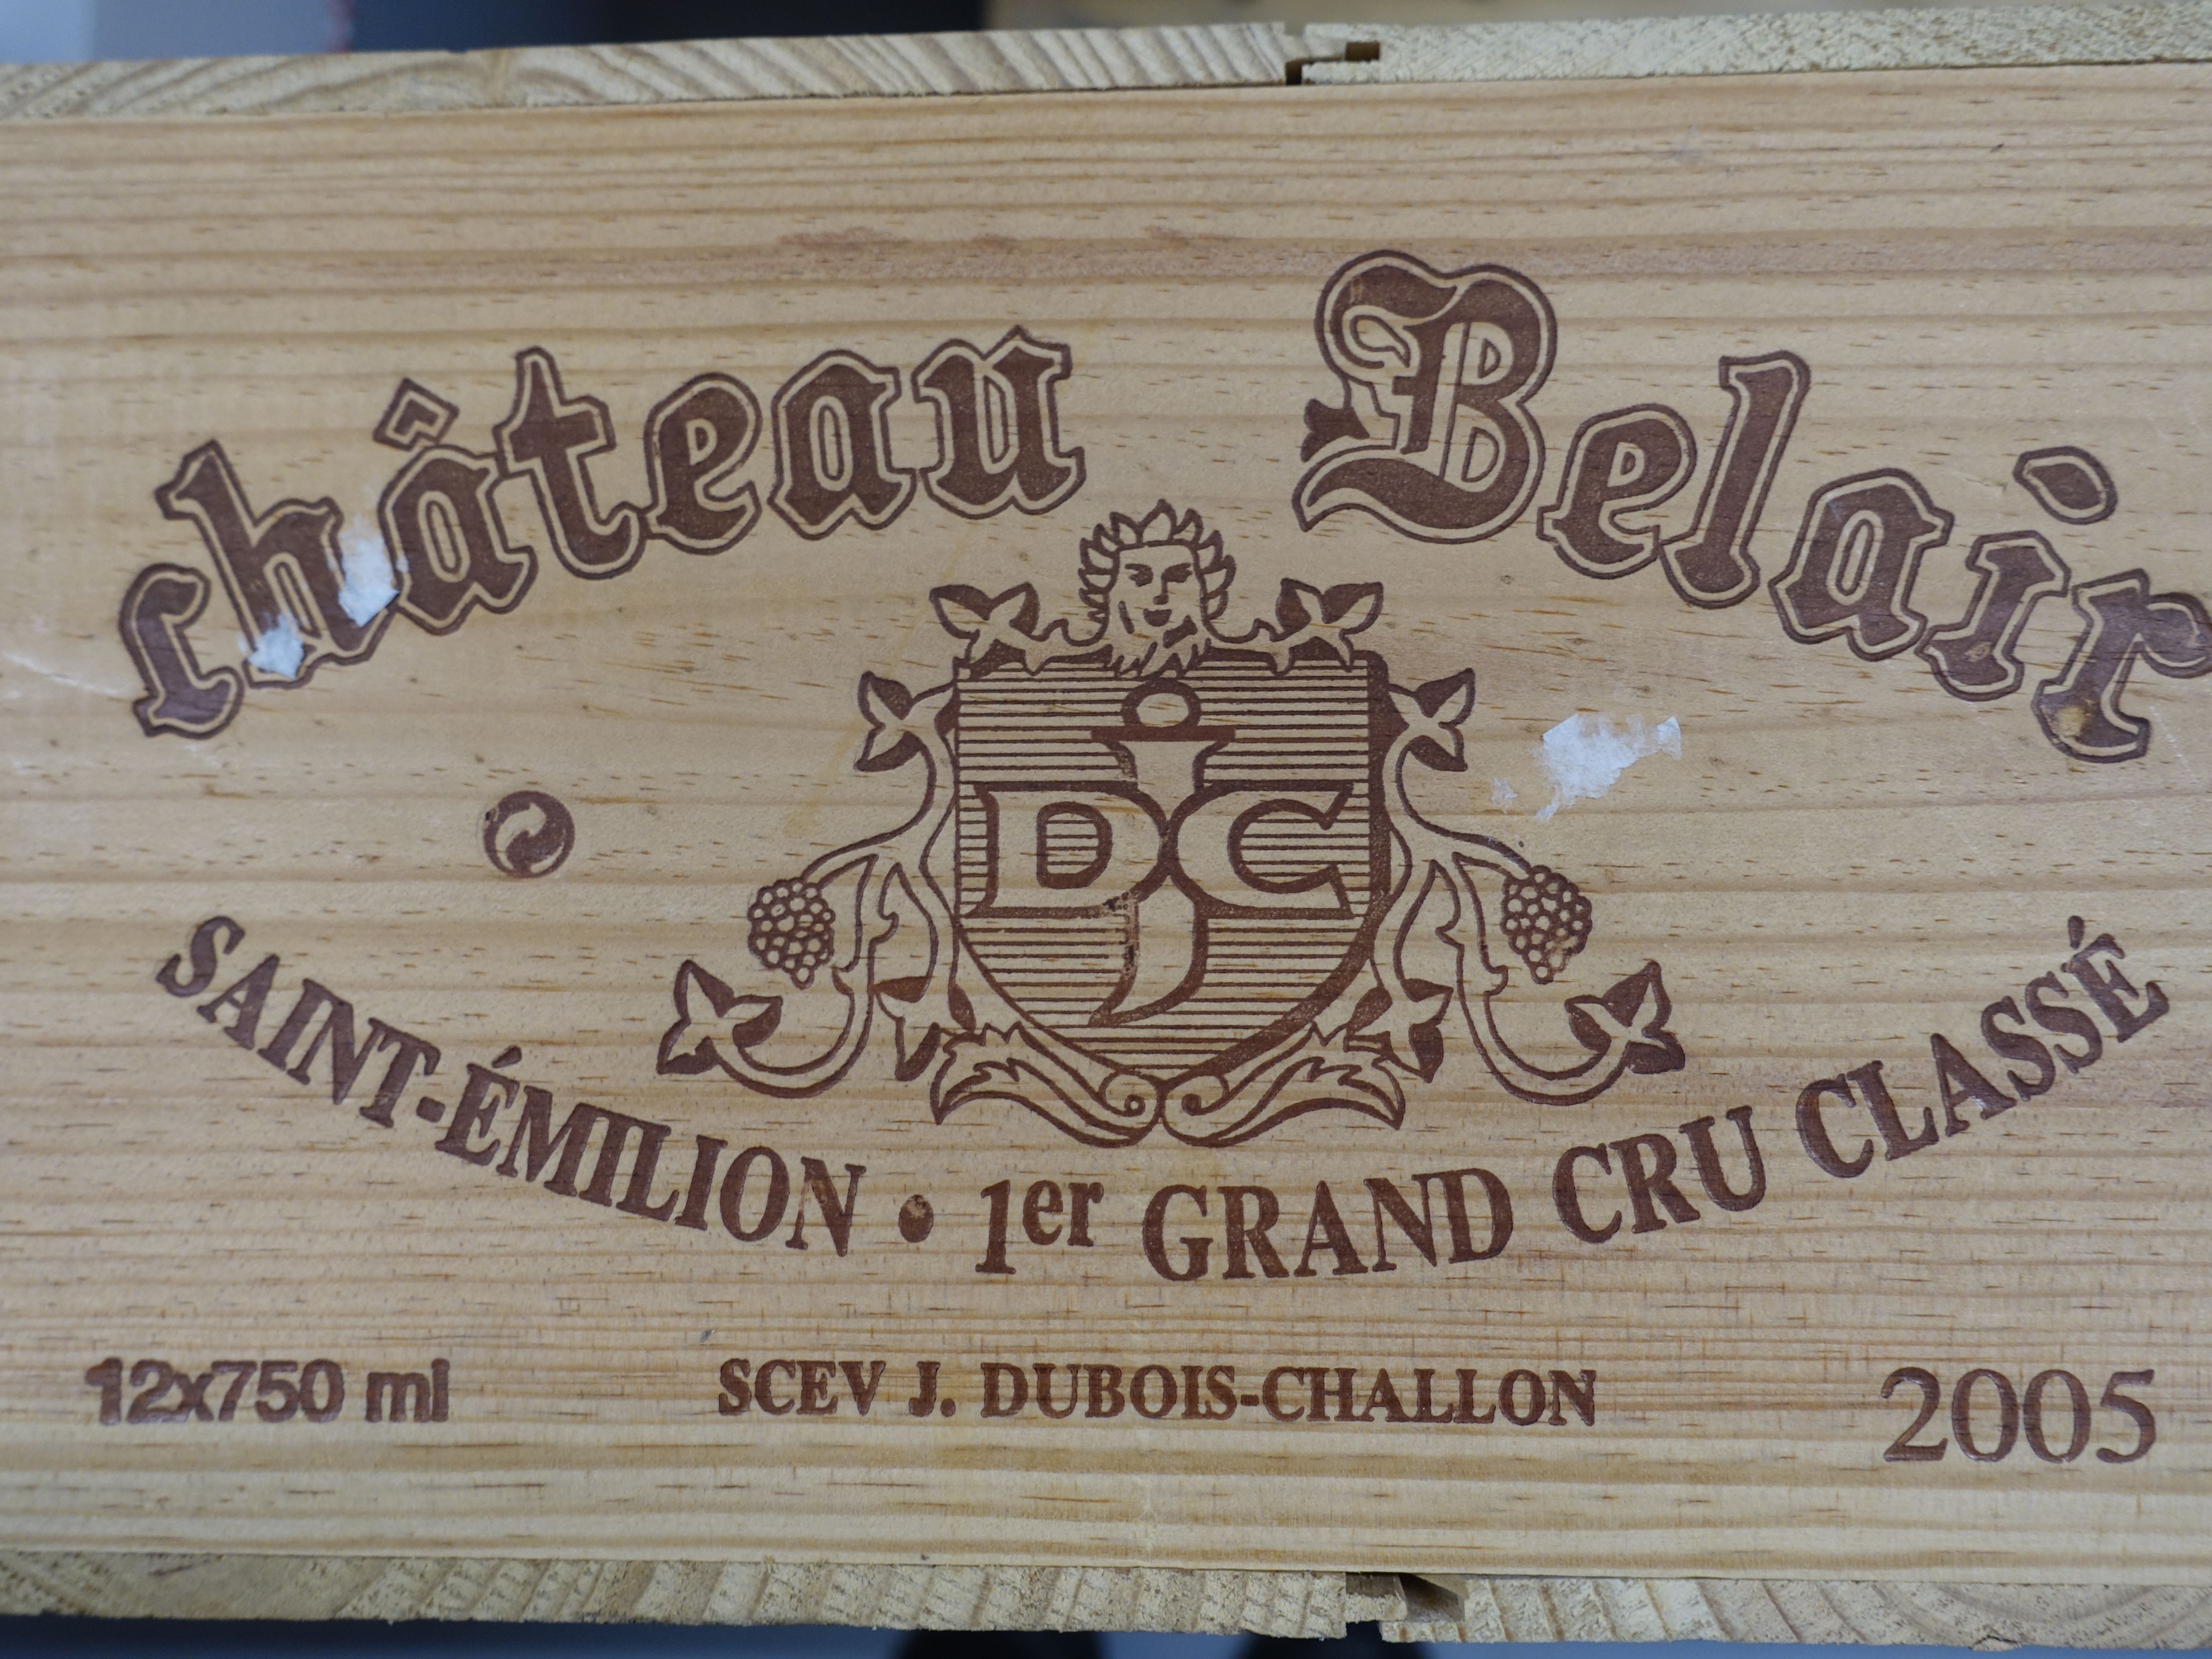 château Belair
DJC
SAINT-ÉMILION • 1er GRAND CRU CLASSÉ
12x750 ml
SCEV J. DUBOIS-CHALLON
2005